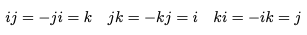 ij = −ji = k   jk = −kj = i   ki = −ik = j